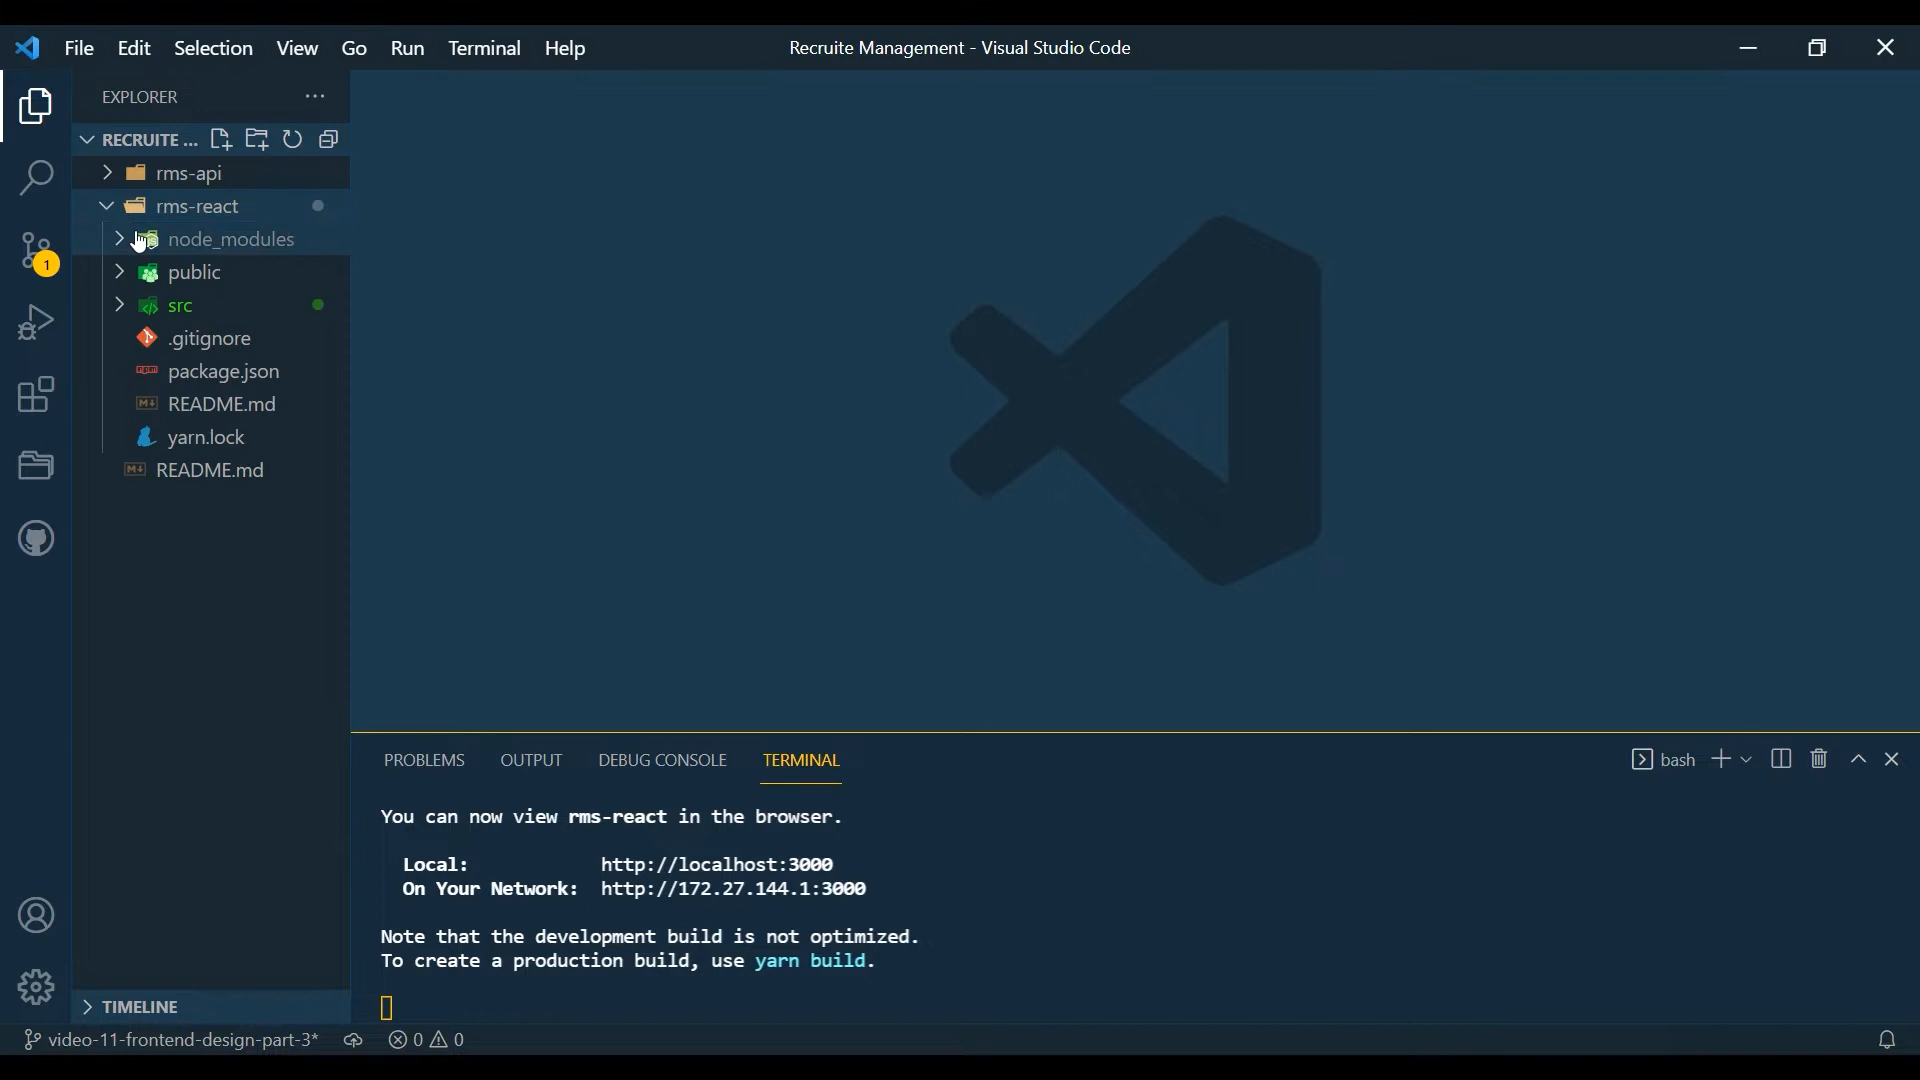 File Edit Selection View Go Run Terminal Help
Recruite Management - Visual Studio Code
EXPLORER
RECRUITE ...
rms-api
rms-react
node_modules
public
src
.gitignore
package.json
README.md
yarn.lock
README.md
1
TIMELINE
PROBLEMS OUTPUT DEBUG CONSOLE TERMINAL
bash
You can now view rms-react in the browser.
Local: http://localhost:3000
On Your Network: http://172.27.144.1:3000
Note that the development build is not optimized.
To create a production build, use yarn build.
video-11-frontend-design-part-3* 0 0